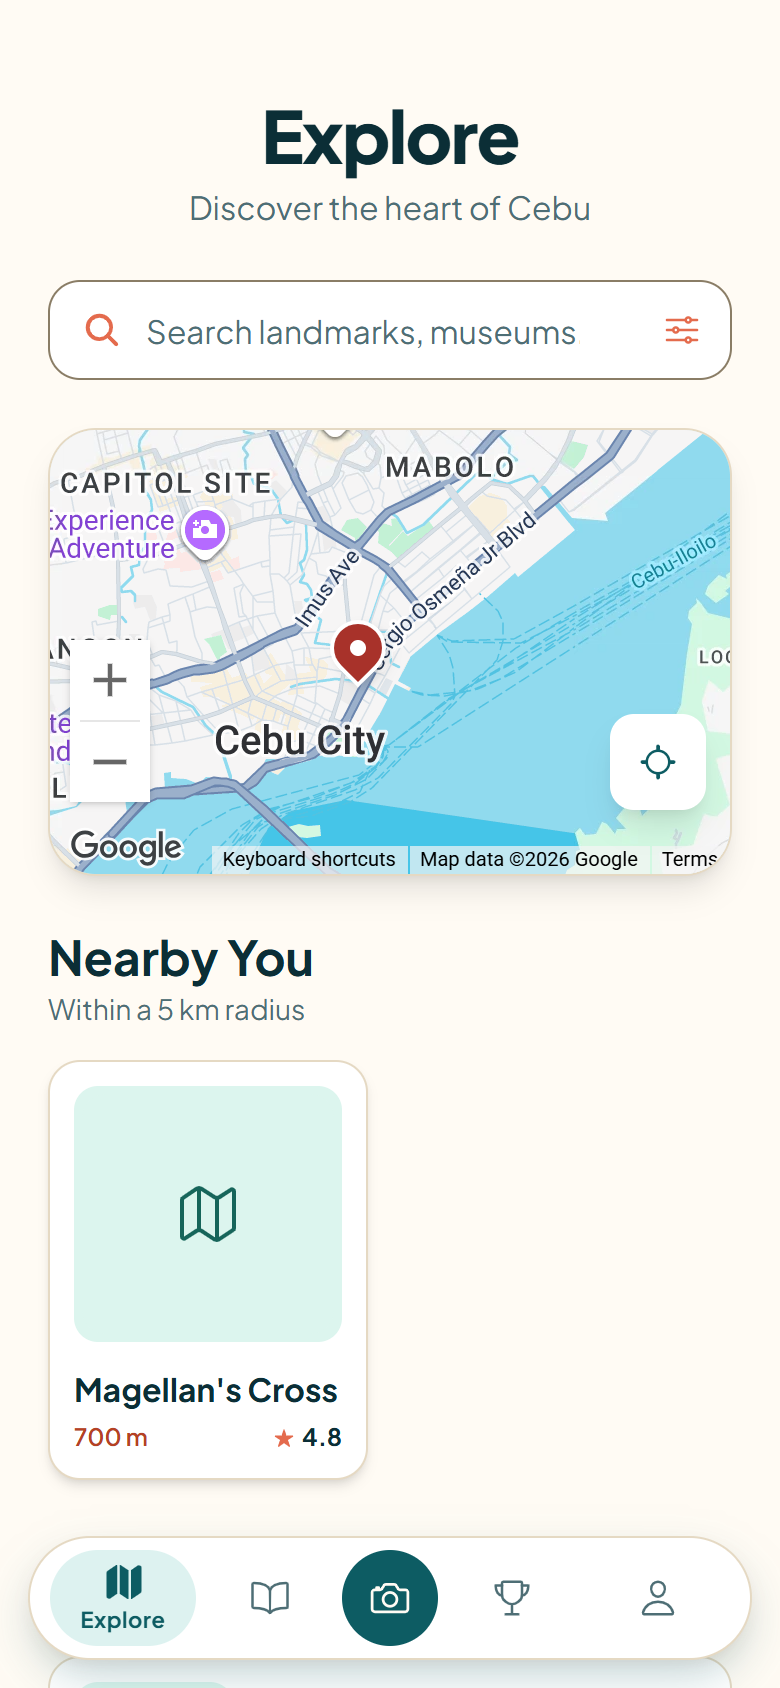 Explore
Discover the heart of Cebu
Search landmarks, museums
MABOLO
CAPITOL SITE
Experience
Adventure
Imus Ave
Sergio Osmeña Jr Blvd
Cebu-Iloilo
Cebu City
Google
Keyboard shortcuts
Map data ©2026 Google
Terms
Nearby You
Within a 5 km radius
Magellan's Cross
700 m
4.8
Explore